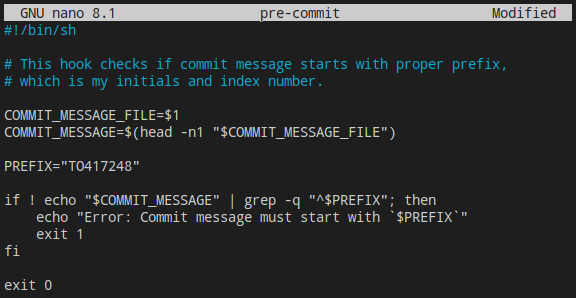 GNU nano 8.1 pre-commit Modified
#!/bin/sh
# This hook checks if commit message starts with proper prefix,
# which is my initials and index number.
COMMIT_MESSAGE_FILE=$1
COMMIT_MESSAGE=$(head -n1 "$COMMIT_MESSAGE_FILE")
PREFIX="TO417248"
if ! echo "$COMMIT_MESSAGE" | grep -q "^$PREFIX"; then
    echo "Error: Commit message must start with `$PREFIX`"
    exit 1
fi
exit 0